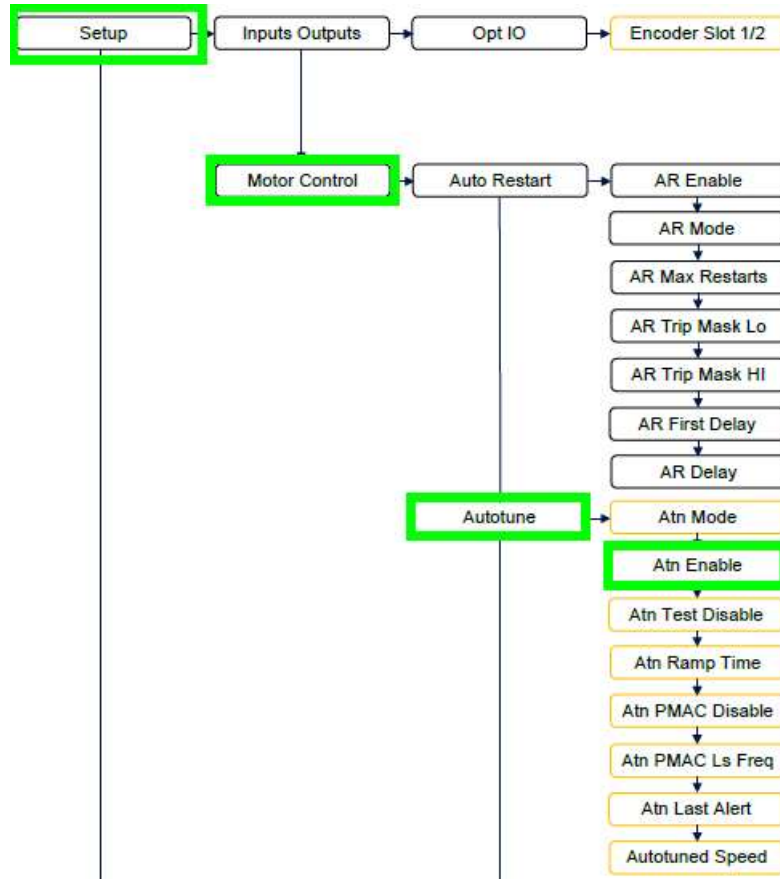 Setup
Inputs Outputs
Opt IO
Encoder Slot 1/2
Motor Control
Auto Restart
AR Enable
AR Mode
AR Max Restarts
AR Trip Mask Lo
AR Trip Mask HI
AR First Delay
AR Delay
Autotune
Atn Mode
Atn Enable
Atn Test Disable
Atn Ramp Time
Atn PMAC Disable
Atn PMAC Ls Freq
Atn Last Alert
Autotuned Speed